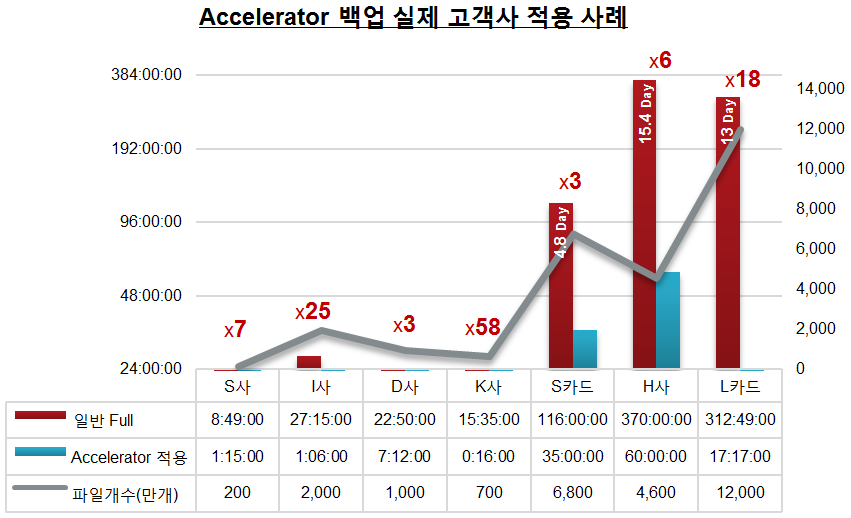 Accelerator 백업 실제 고객사 적용 사례
384:00:00
192:00:00
96:00:00
48:00:00
24:00:00
14,000
12,000
10,000
8,000
6,000
4,000
2,000
0
x7
x25
x3
x58
x3
x6
x18
4.8 Day
15.4 Day
13 Day
S사 I사 D사 K사 S카드 H사 L카드
일반 Full 8:49:00 27:15:00 22:50:00 15:35:00 116:00:00 370:00:00 312:49:00
Accelerator 적용 1:15:00 1:06:00 7:12:00 0:16:00 35:00:00 60:00:00 17:17:00
파일개수(만개) 200 2,000 1,000 700 6,800 4,600 12,000